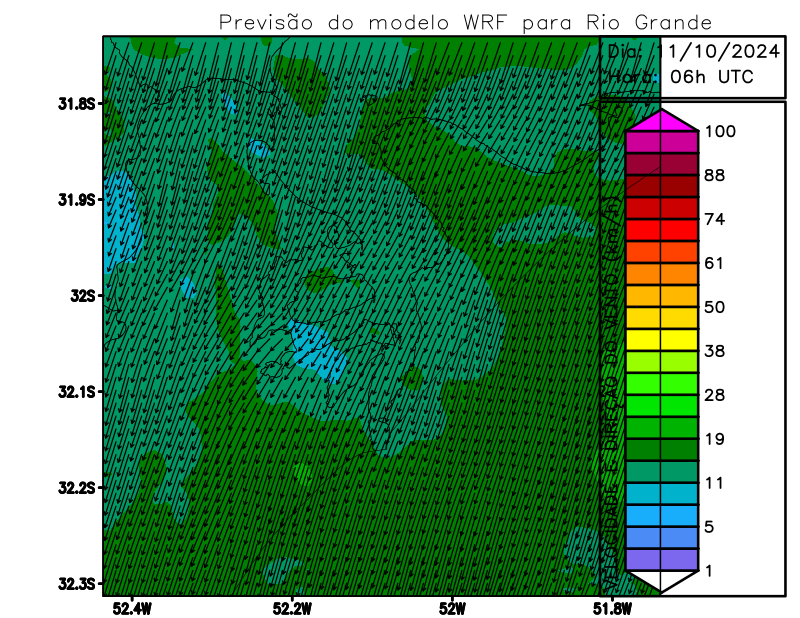 Previsão do modelo WRF para Rio Grande
Dia: 11/10/2024
Hora: 06h UTC
31.8S
31.9S
32S
32.1S
32.2S
32.3S
52.4W
52.2W
52W
51.8W
VELOCIDADE E DIREÇÃO DO VENTO (km/h)
100
88
74
61
50
38
28
19
11
5
1